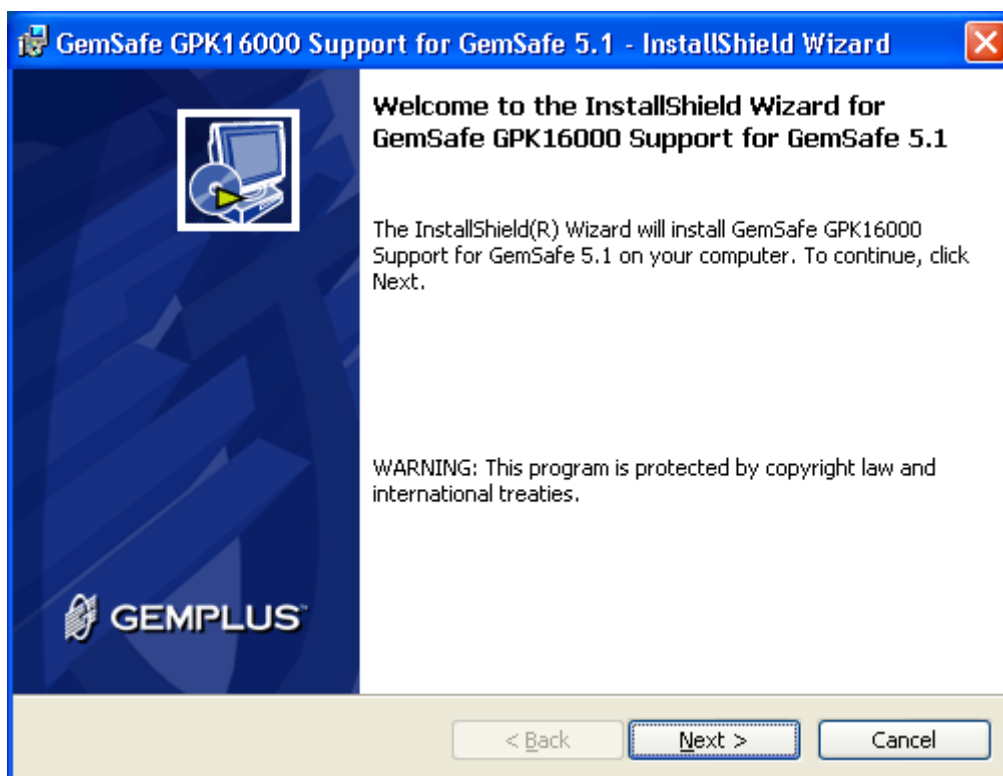 GemSafe GPK16000 Support for GemSafe 5.1 - InstallShield Wizard
Welcome to the InstallShield Wizard for
GemSafe GPK16000 Support for GemSafe 5.1
The InstallShield(R) Wizard will install GemSafe GPK16000
Support for GemSafe 5.1 on your computer. To continue, click
Next.
WARNING: This program is protected by copyright law and
international treaties.
GEMPLUS™
< Back
Next >
Cancel